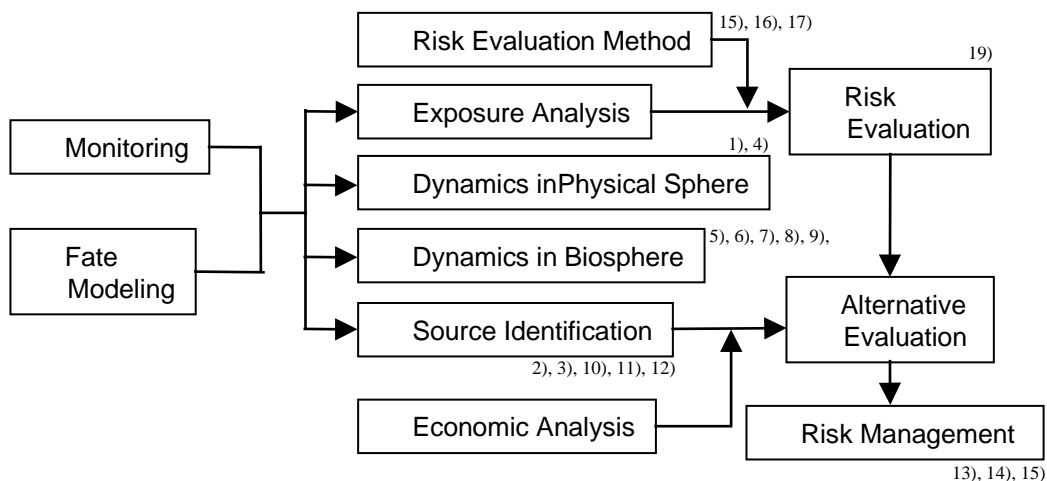 Risk Evaluation Method
15), 16), 17)
19)
Risk
Evaluation
Exposure Analysis
Monitoring
1), 4)
Dynamics inPhysical Sphere
5), 6), 7), 8), 9),
Dynamics in Biosphere
Fate
Modeling
Source Identification
2), 3), 10), 11), 12)
Alternative
Evaluation
Economic Analysis
Risk Management
13), 14), 15)